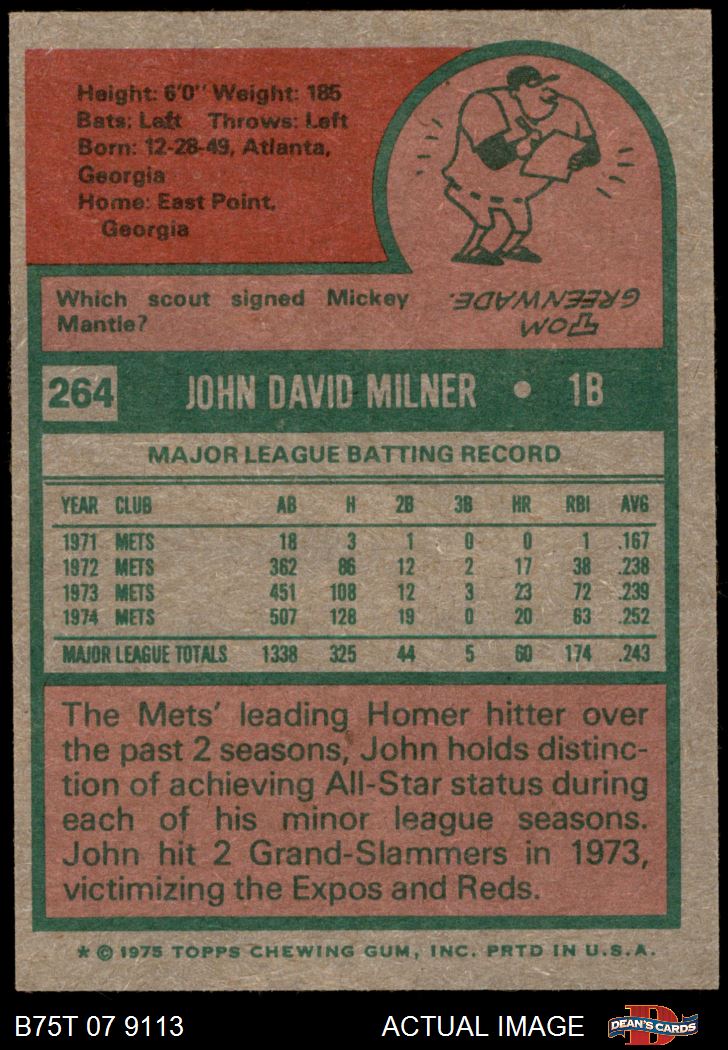 Height: 6'0" Weight: 185
Bats: Left Throws: Left
Born: 12-28-49, Atlanta,
Georgia
Home: East Point,
Georgia
Which scout signed Mickey
Mantle?
TOM
GREENWADE.
264 JOHN DAVID MILNER • 1B
MAJOR LEAGUE BATTING RECORD
YEAR CLUB AB H 2B 3B HR RBI AVG
1971 METS 18 3 1 0 0 1 .167
1972 METS 362 86 12 2 17 38 .238
1973 METS 451 108 12 3 23 72 .239
1974 METS 507 128 19 0 20 63 .252
MAJOR LEAGUE TOTALS 1338 325 44 5 60 174 .243
The Mets' leading Homer hitter over
the past 2 seasons, John holds distinc-
tion of achieving All-Star status during
each of his minor league seasons.
John hit 2 Grand-Slammers in 1973,
victimizing the Expos and Reds.
* © 1975 TOPPS CHEWING GUM, INC. PRTD IN U.S.A.
B75T 07 9113 ACTUAL IMAGE DEAN'S CARDS